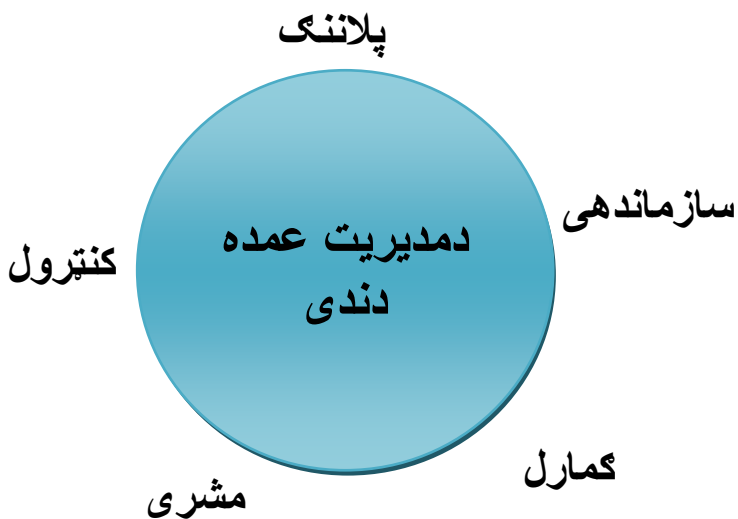 پلاننګ
سازماندهی
دمدیریت عمده
دندی
کنټرول
ګمارل
مشری